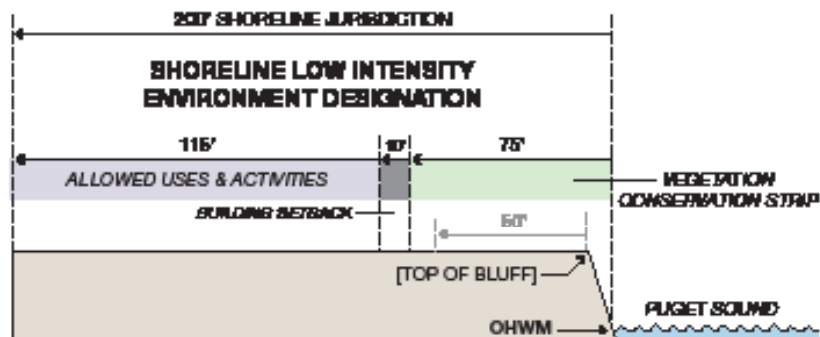 200' SHORELINE JURISDICTION
SHORELINE LOW INTENSITY
ENVIRONMENT DESIGNATION
115'
10'
75'
ALLOWED USES & ACTIVITIES
VEGETATION
CONSERVATION STRIP
BUILDING SETBACK
50'
[TOP OF BLUFF]
PUGET SOUND
OHWM